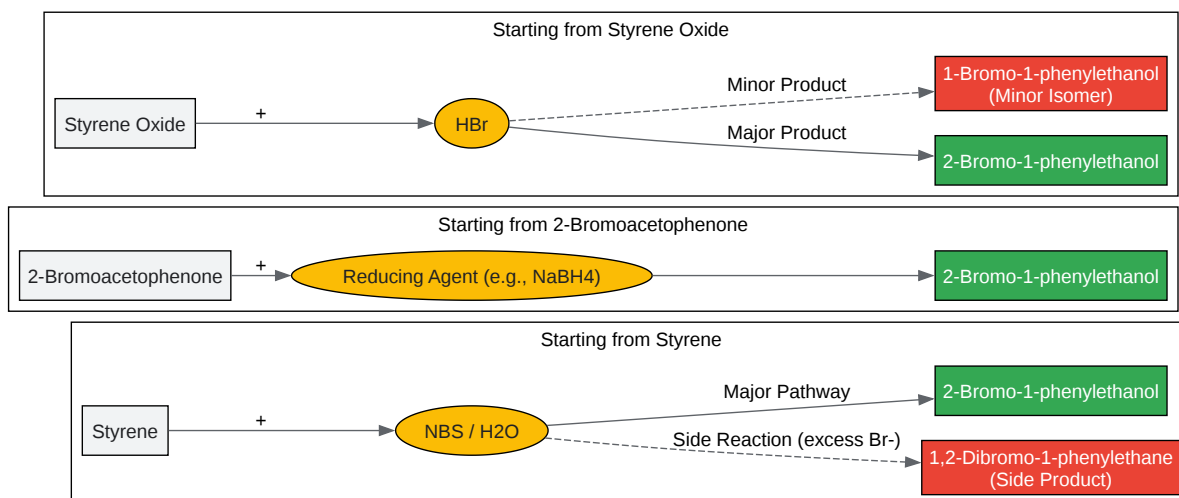 Starting from Styrene Oxide
Styrene Oxide
+
HBr
Minor Product
1-Bromo-1-phenylethanol
(Minor Isomer)
Major Product
2-Bromo-1-phenylethanol
Starting from 2-Bromoacetophenone
2-Bromoacetophenone
+
Reducing Agent (e.g., NaBH4)
2-Bromo-1-phenylethanol
Starting from Styrene
Styrene
+
NBS / H2O
Major Pathway
2-Bromo-1-phenylethanol
Side Reaction (excess Br-)
1,2-Dibromo-1-phenylethane
(Side Product)